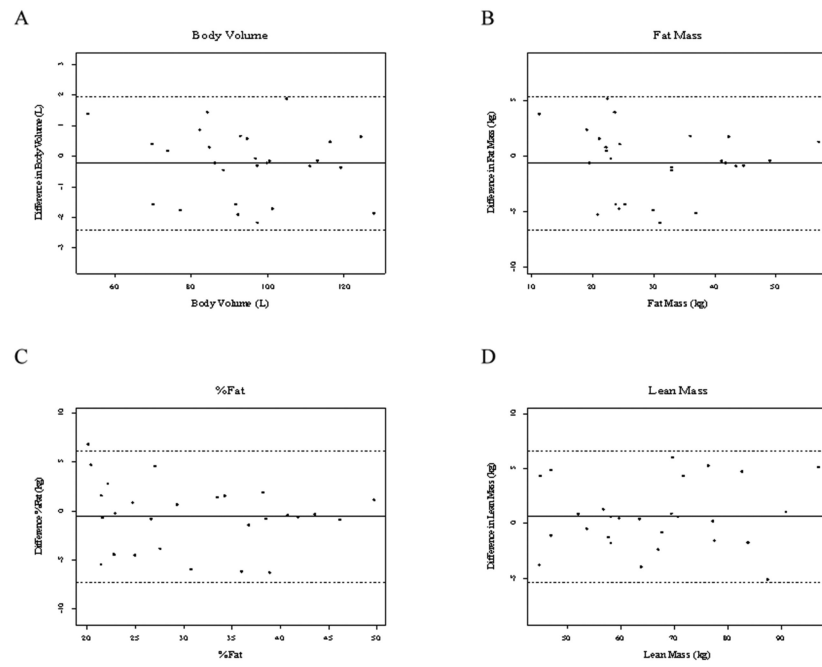 A
Body Volume
Difference in Body Volume (L)
3
2
1
0
-1
-2
-3
60 80 100 120
Body Volume (L)
B
Fat Mass
Difference in Fat Mass (kg)
5
0
-5
-10
10 20 30 40 50
Fat Mass (kg)
C
%Fat
Difference %Fat (kg)
10
5
0
-5
-10
20 25 30 35 40 45 50
%Fat
D
Lean Mass
Difference in Lean Mass (kg)
10
5
0
-5
50 60 70 80 90
Lean Mass (kg)